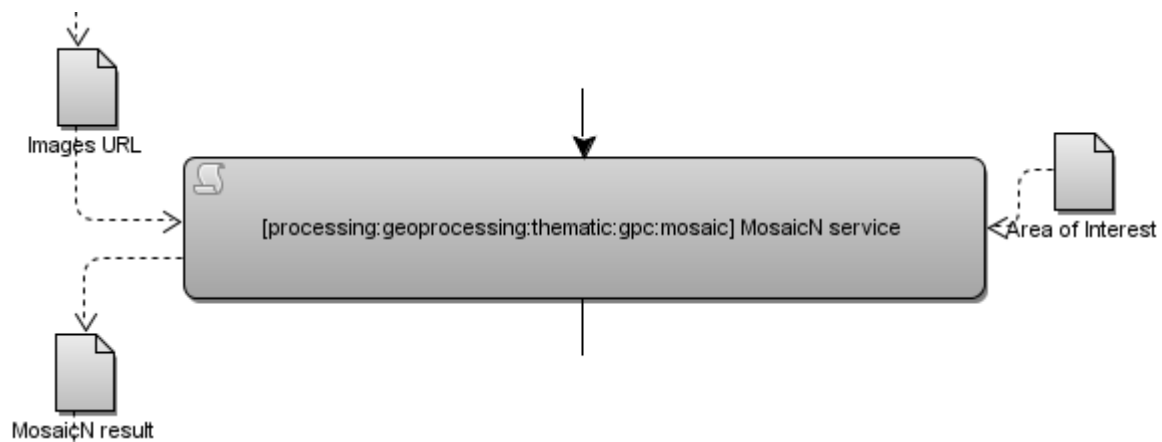 Images URL
[processing:geoprocessing:thematic:gpc:mosaic] MosaicN service
Area of Interest
MosaicN result